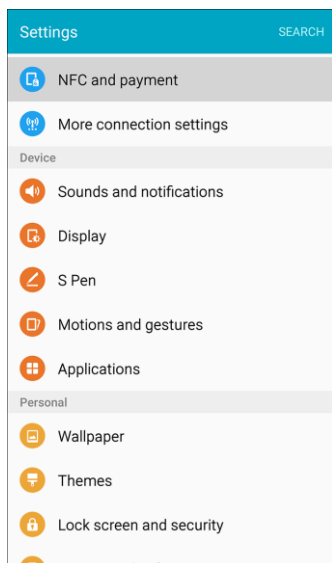 Settings SEARCH
NFC and payment
More connection settings
Device
Sounds and notifications
Display
S Pen
Motions and gestures
Applications
Personal
Wallpaper
Themes
Lock screen and security